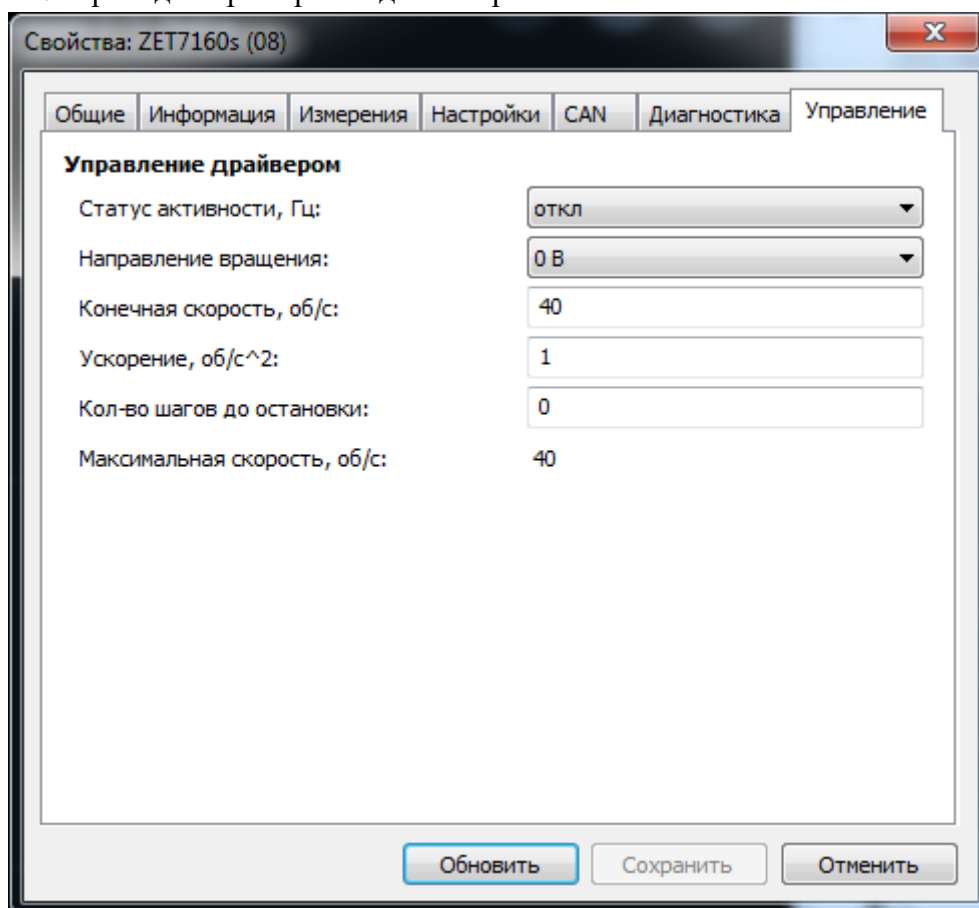 Свойства: ZET7160s (08)
Общие Информация Измерения Настройки CAN Диагностика Управление
Управление драйвером
Статус активности, Гц: откл
Направление вращения: 0 В
Конечная скорость, об/с: 40
Ускорение, об/с^2: 1
Кол-во шагов до остановки: 0
Максимальная скорость, об/с: 40
Обновить Сохранить Отменить